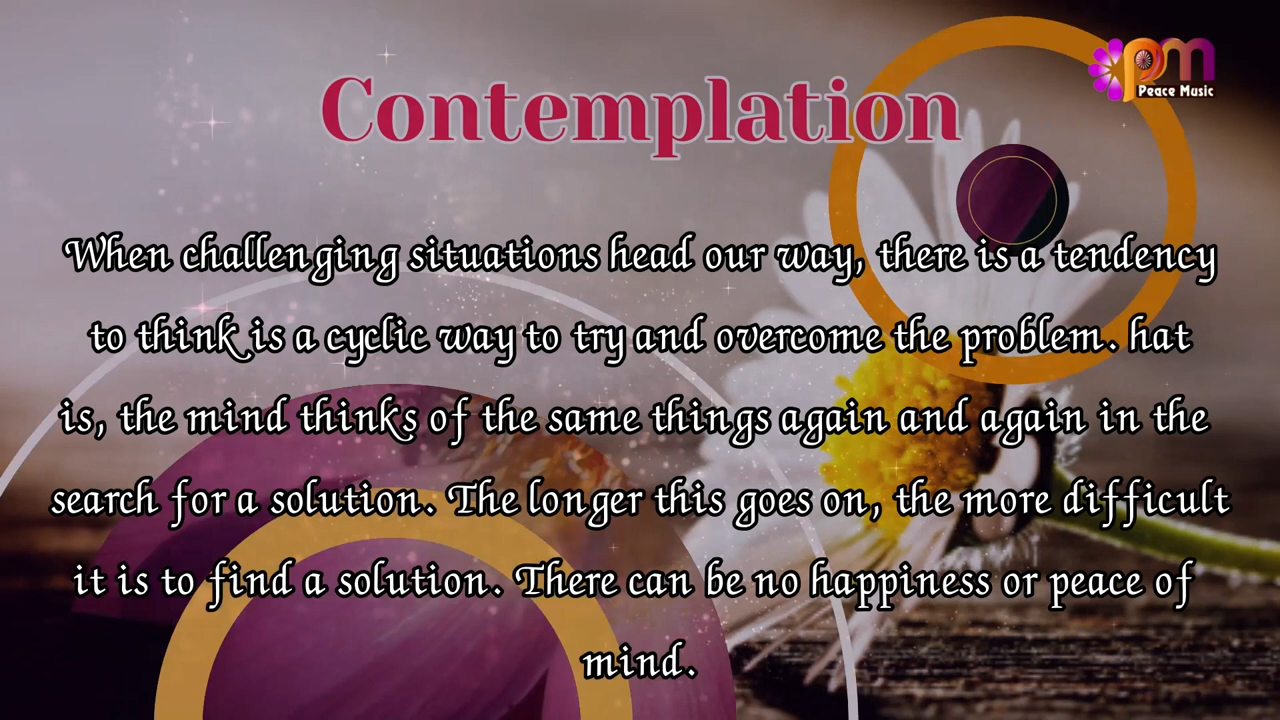 pm
Peace Music
Contemplation
When challenging situations head our way, there is a tendency
to think is a cyclic way to try and overcome the problem. hat
is, the mind thinks of the same things again and again in the
search for a solution. The longer this goes on, the more difficult
it is to find a solution. There can be no happiness or peace of
mind.